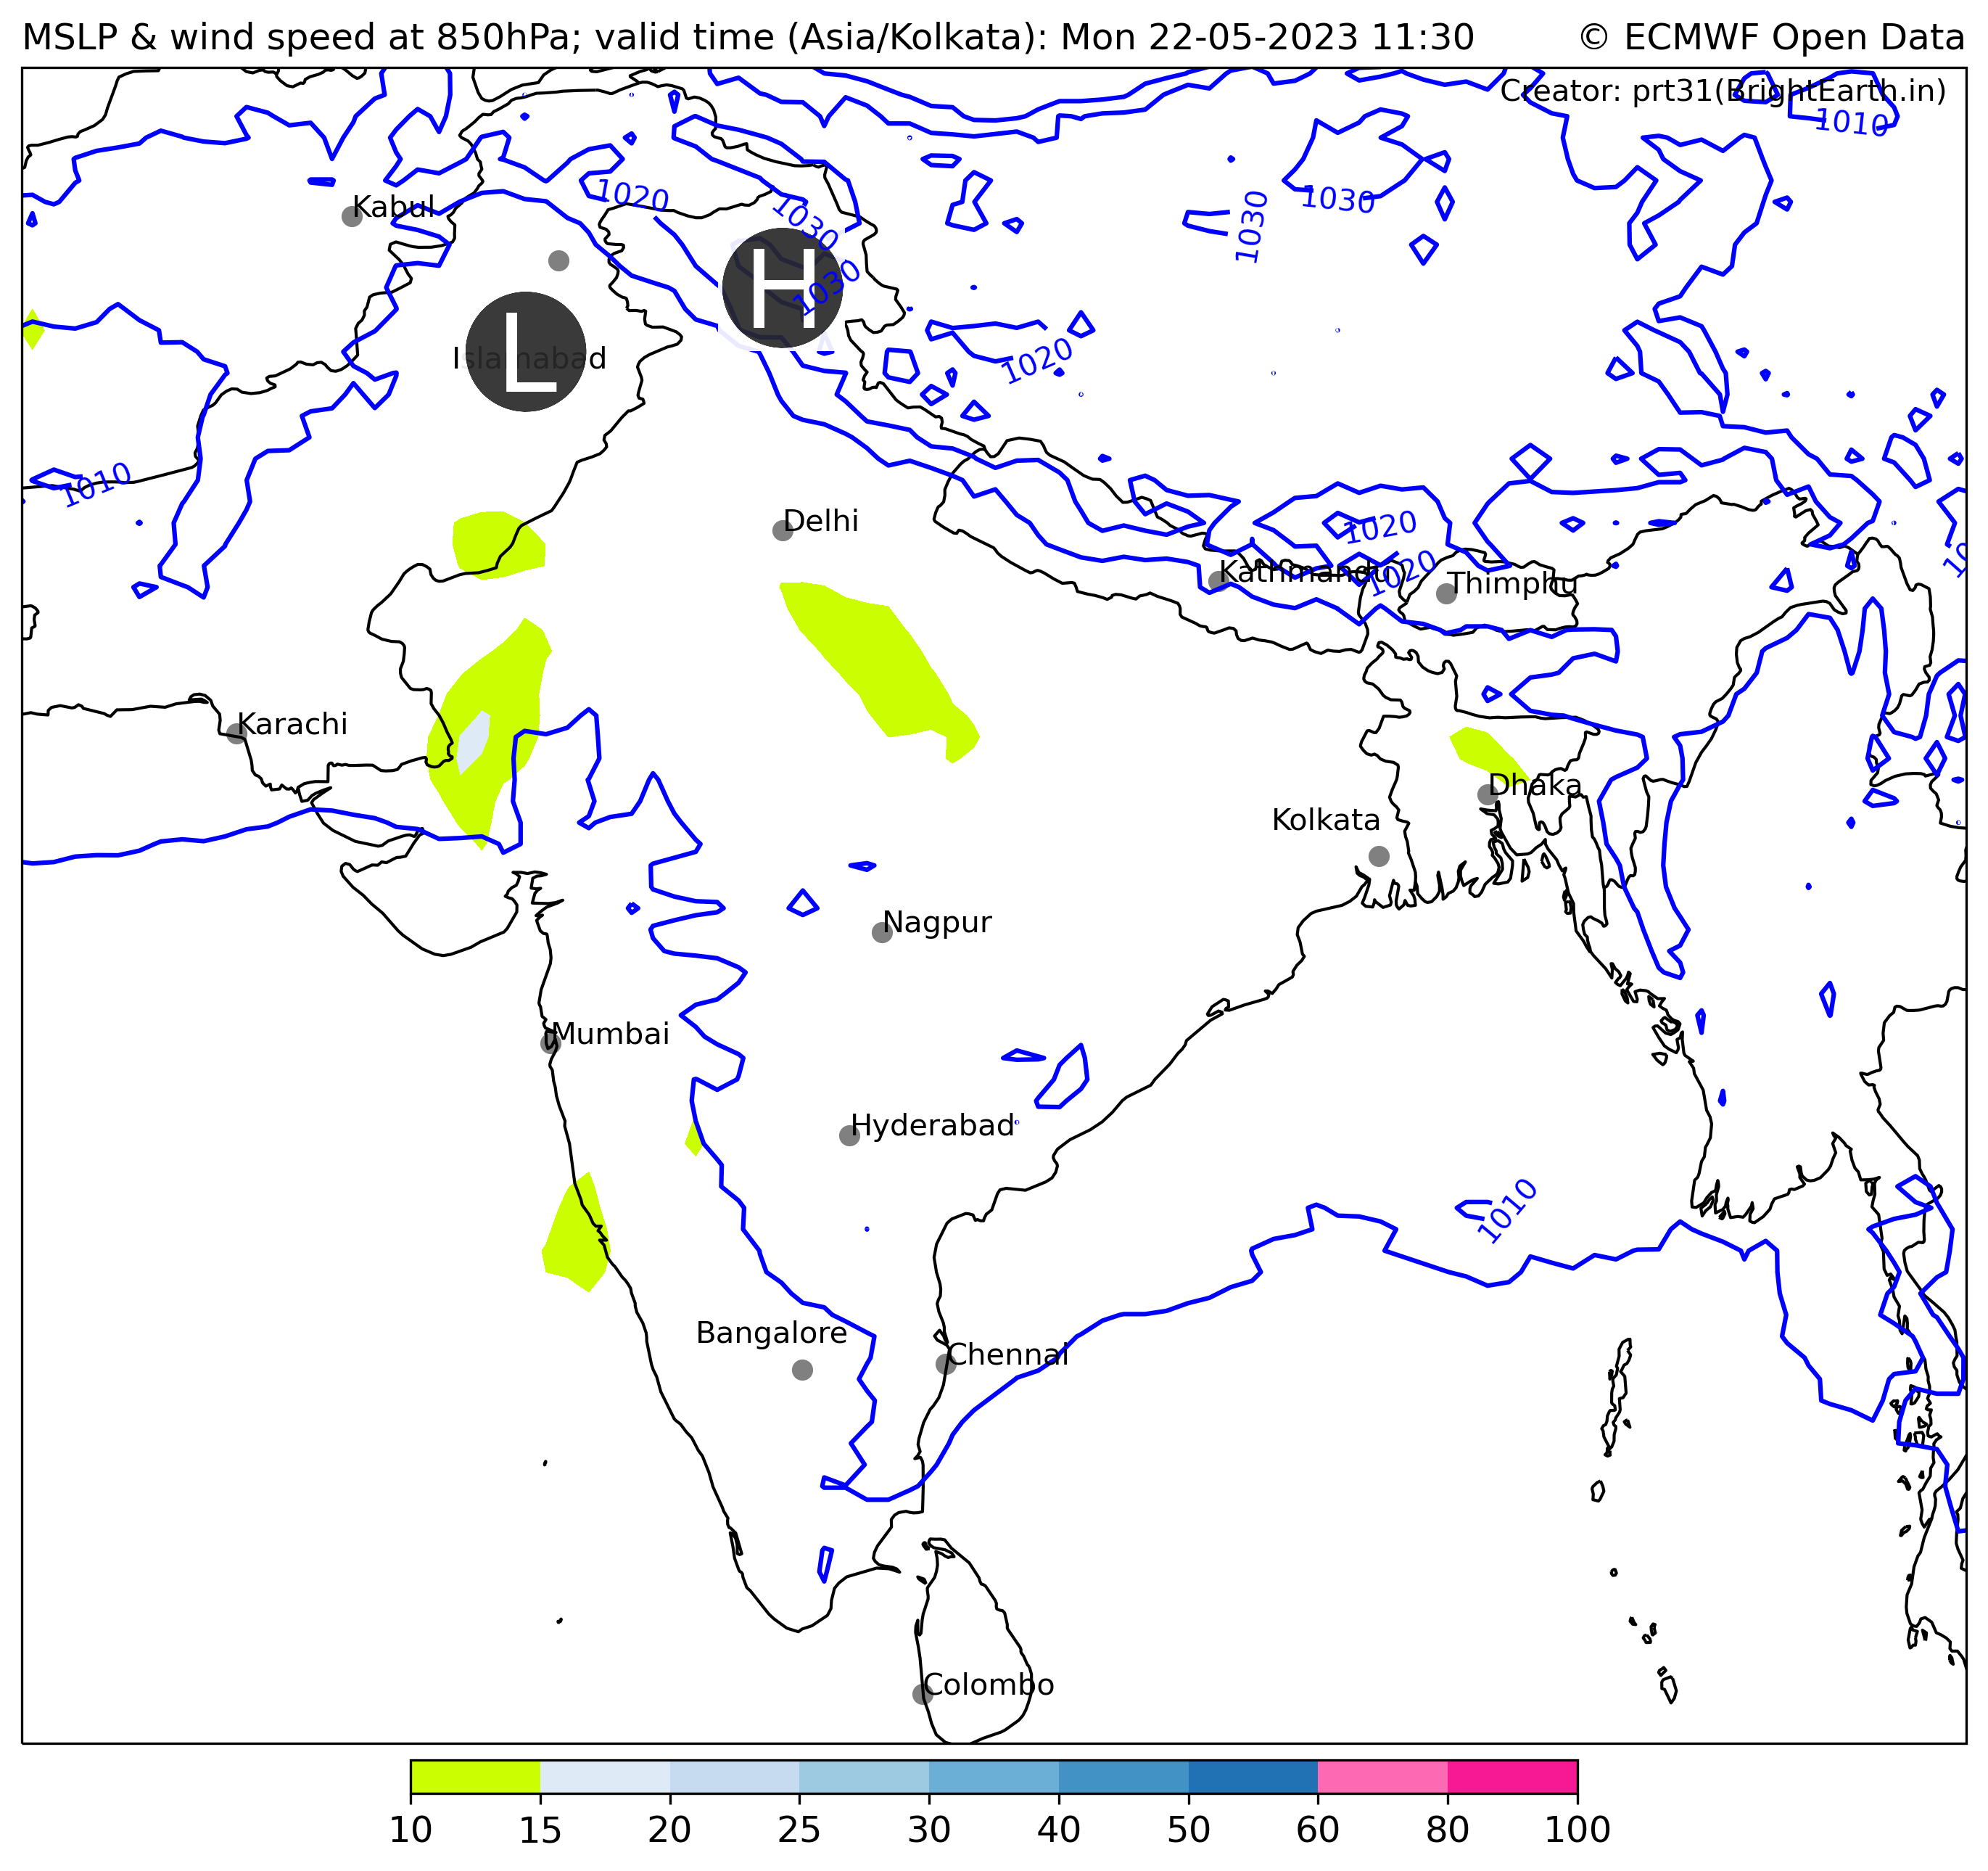 MSLP & wind speed at 850hPa; valid time (Asia/Kolkata): Mon 22-05-2023 11:30
© ECMWF Open Data
Creator: prt31(BrightEarth.in)
1010
1020
1030
1030
1030
Kabul
H
1030
L
Islamabad
1020
1010
Delhi
1020
1020
Kathmandu
Thimphu
Karachi
Dhaka
Kolkata
Nagpur
Mumbai
Hyderabad
1010
Bangalore
Chennai
Colombo
10 15 20 25 30 40 50 60 80 100